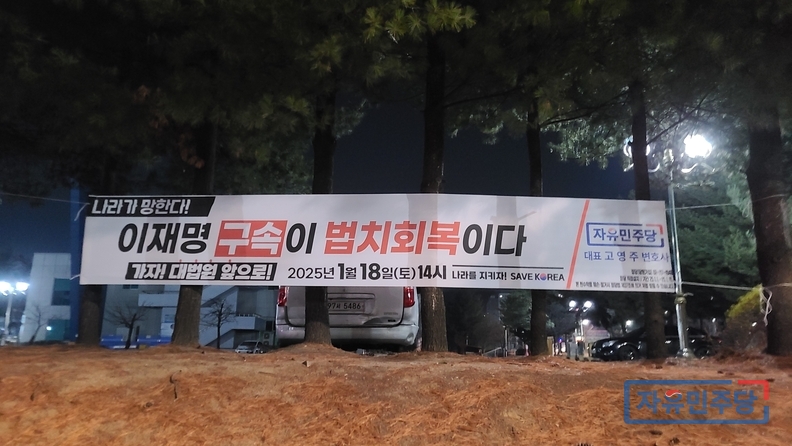 나라가 망한다!
이재명 구속이 법치회복이다
가자! 대법원 앞으로! 2025년 1월 18일(토) 14시 나라를 지키자! SAVE KOREA
자유민주당
대표 고 영 주 변호사
5486
자유민주당